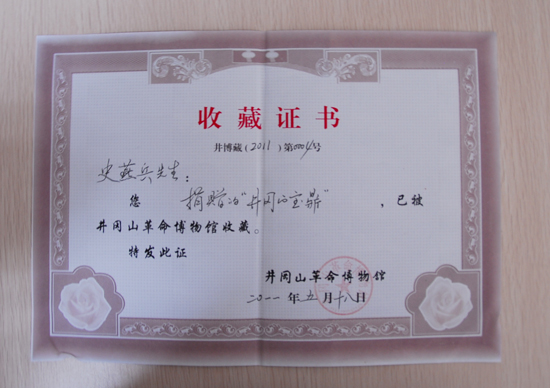 收藏证书
井博藏(2011)第0004号
史燕兵先生:
您 捐赠的"井冈山宝鼎",已被
井冈山革命博物馆收藏。
特发此证
井冈山革命博物馆
二〇一一年五月十八日